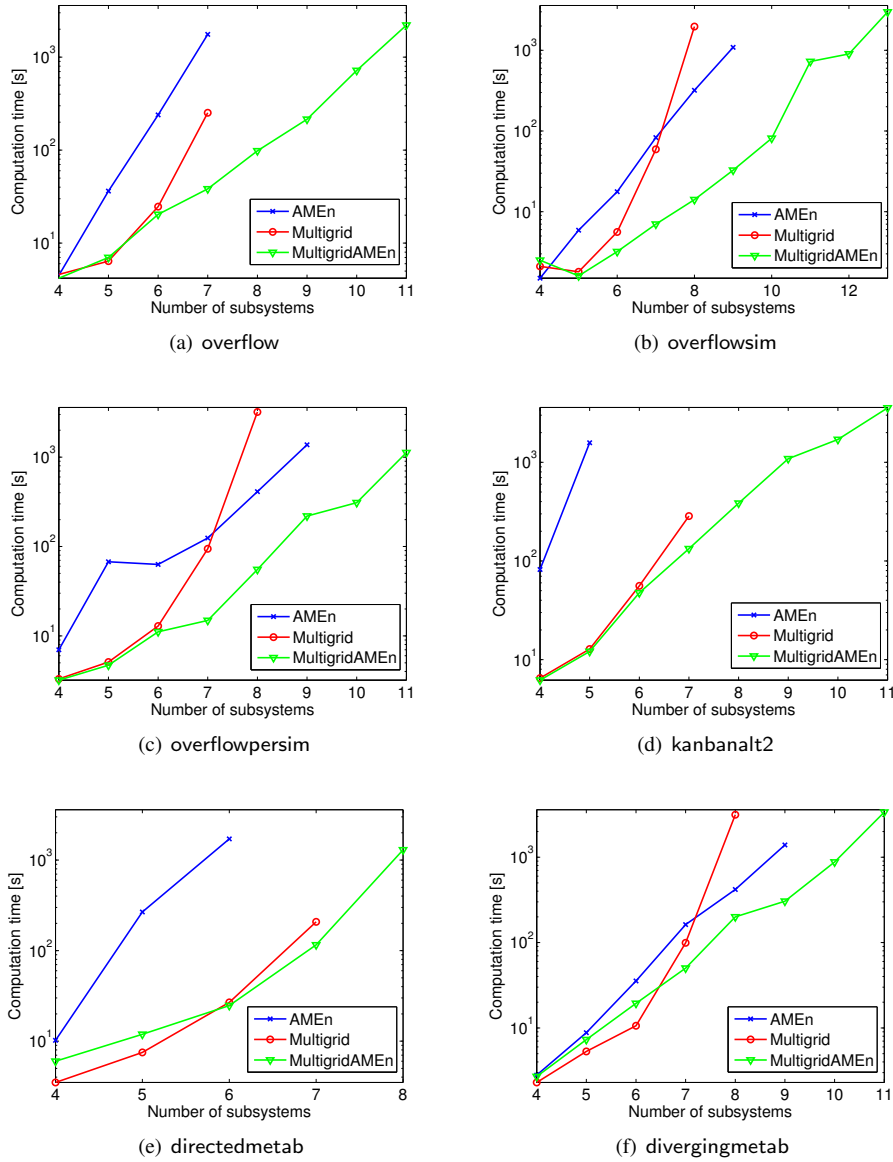 10^3
10^2
10^1
Computation time [s]
AMEn
Multigrid
MultigridAMEn
4 5 6 7 8 9 10 11
Number of subsystems
(a) overflow
10^3
10^2
10^1
Computation time [s]
AMEn
Multigrid
MultigridAMEn
4 6 8 10 12
Number of subsystems
(b) overflowsim
10^3
10^2
10^1
Computation time [s]
AMEn
Multigrid
MultigridAMEn
4 5 6 7 8 9 10 11
Number of subsystems
(c) overflowpersim
10^3
10^2
10^1
Computation time [s]
AMEn
Multigrid
MultigridAMEn
4 5 6 7 8 9 10 11
Number of subsystems
(d) kanbanalt2
10^3
10^2
10^1
Computation time [s]
AMEn
Multigrid
MultigridAMEn
4 5 6 7 8
Number of subsystems
(e) directedmetab
10^3
10^2
10^1
Computation time [s]
AMEn
Multigrid
MultigridAMEn
4 5 6 7 8 9 10 11
Number of subsystems
(f) divergingmetab